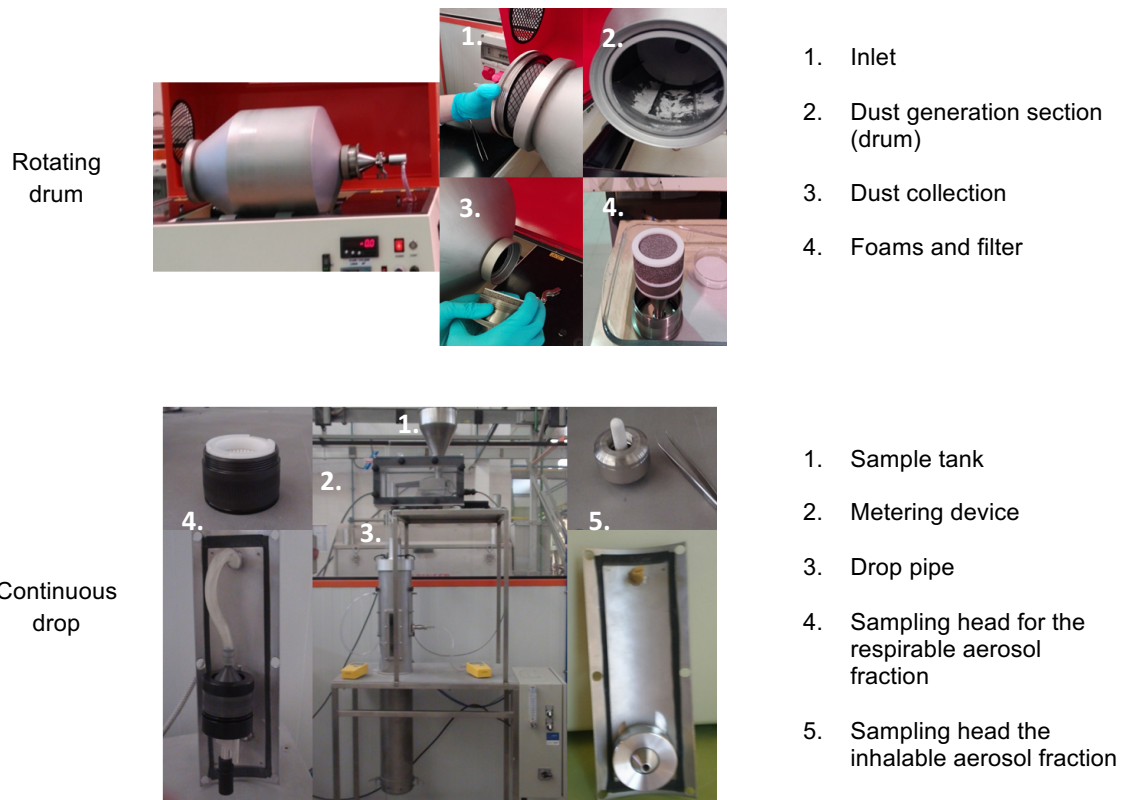 Rotating
drum
1.
2.
3.
4.
1. Inlet
2. Dust generation section
(drum)
3. Dust collection
4. Foams and filter
Continuous
drop
1.
2.
3.
4.
5.
1. Sample tank
2. Metering device
3. Drop pipe
4. Sampling head for the
respirable aerosol
fraction
5. Sampling head the
inhalable aerosol fraction